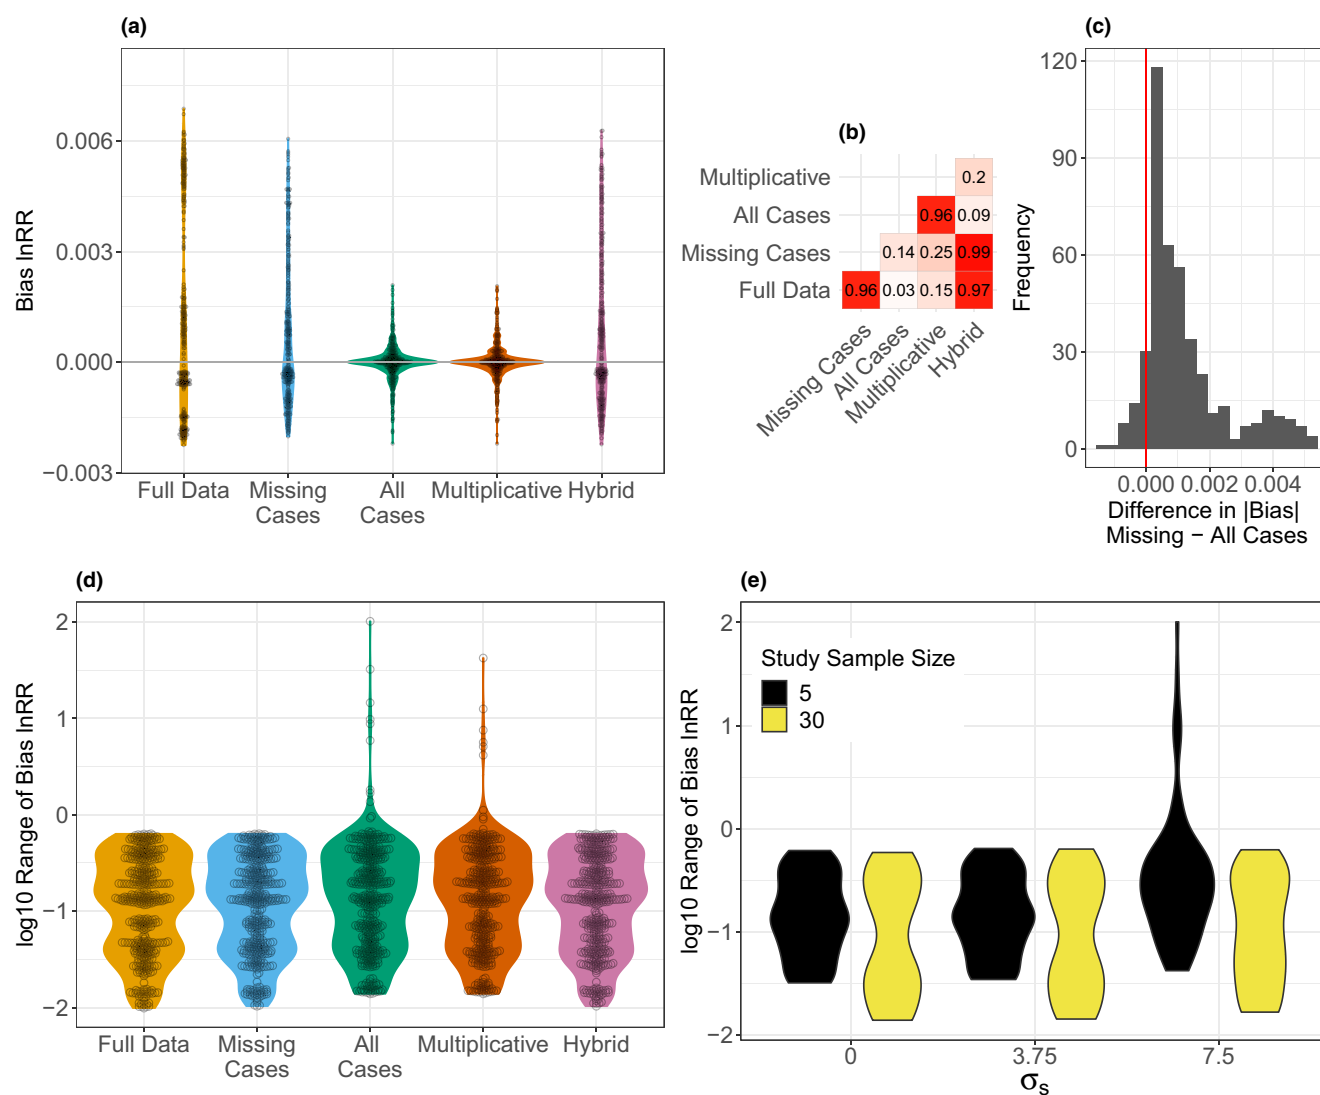 (a)
Bias lnRR
0.006
0.003
0.000
−0.003
Full Data
Missing
Cases
All
Cases
Multiplicative
Hybrid
(b)
Multiplicative
All Cases
Missing Cases
Full Data
0.2
0.96 0.09
0.14 0.25 0.99
0.96 0.03 0.15 0.97
Missing Cases
All Cases
Multiplicative
Hybrid
(c)
Frequency
120
90
60
30
0
0.000 0.002 0.004
Difference in |Bias|
Missing − All Cases
(d)
log10 Range of Bias lnRR
2
1
0
−1
−2
Full Data
Missing
Cases
All
Cases
Multiplicative
Hybrid
(e)
log10 Range of Bias lnRR
2
1
0
−1
−2
Study Sample Size
5
30
0 3.75 7.5
σs